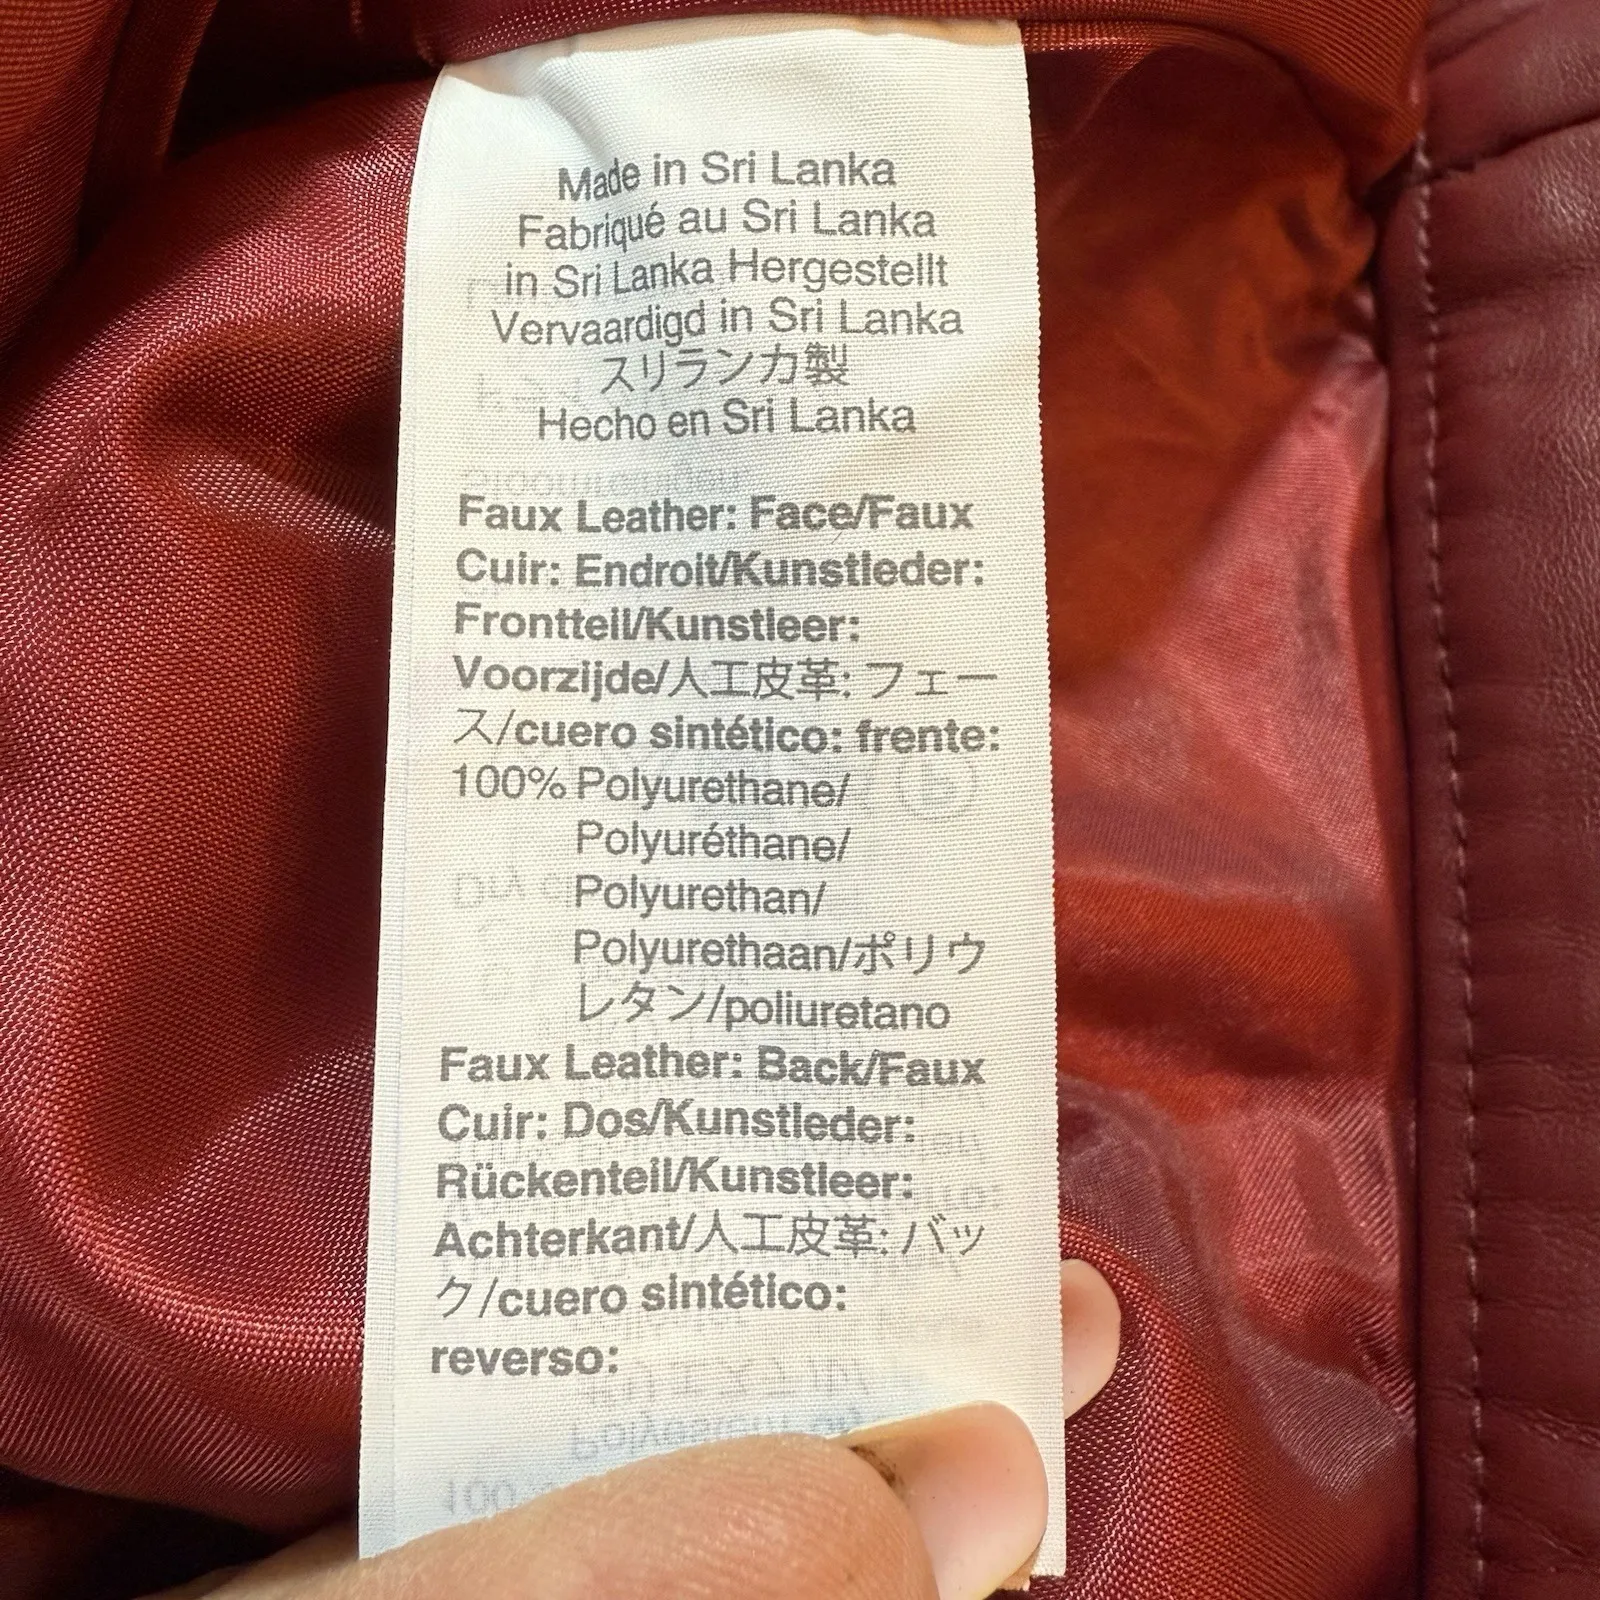 Made in Sri Lanka
Fabriqué au Sri Lanka
in Sri Lanka Hergestellt
Vervaardigd in Sri Lanka
スリランカ製
Hecho en Sri Lanka
Faux Leather: Face/Faux
Cuir: Endroit/Kunstleder:
Frontteil/Kunstleer:
Voorzijde/人工皮革: フェー
ス/cuero sintético: frente:
100% Polyurethane/
Polyuréthane/
Polyurethan/
Polyurethaan/ポリウ
レタン/poliuretano
Faux Leather: Back/Faux
Cuir: Dos/Kunstleder:
Rückenteil/Kunstleer:
Achterkant/人工皮革: バッ
ク/cuero sintético:
reverso: